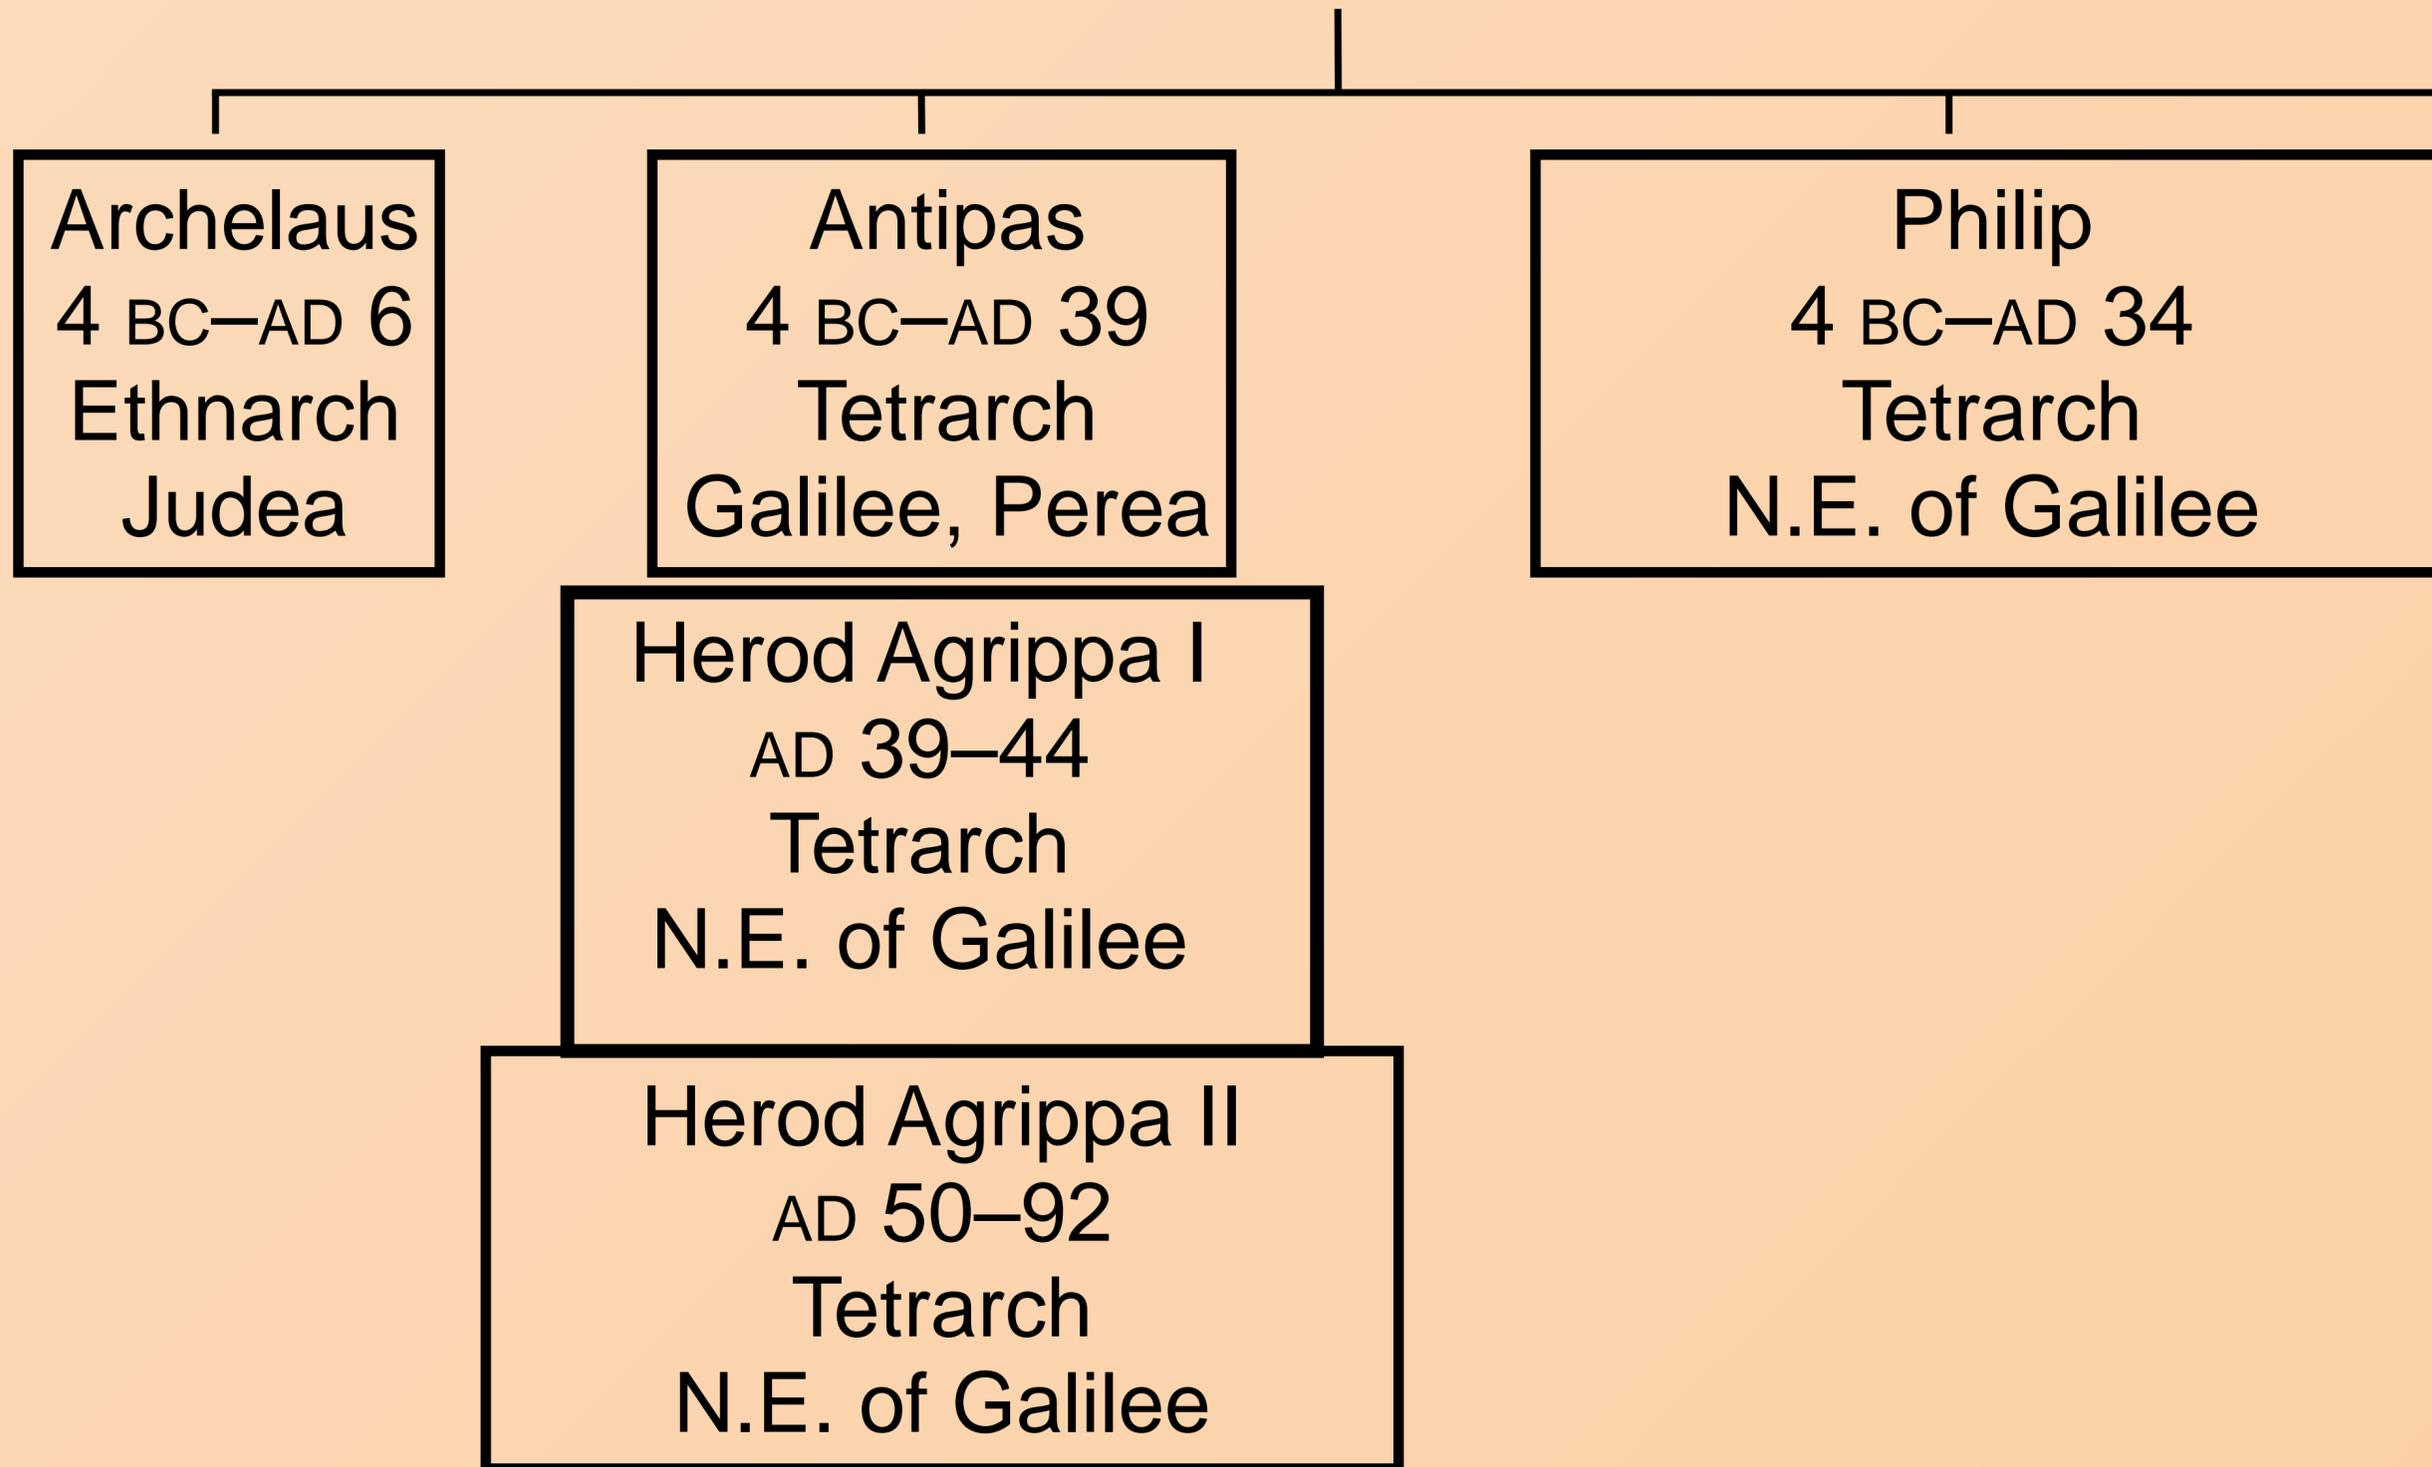 Archelaus
4 BC–AD 6
Ethnarch
Judea
Antipas
4 BC–AD 39
Tetrarch
Galilee, Perea
Philip
4 BC–AD 34
Tetrarch
N.E. of Galilee
Herod Agrippa I
AD 39–44
Tetrarch
N.E. of Galilee
Herod Agrippa II
AD 50–92
Tetrarch
N.E. of Galilee